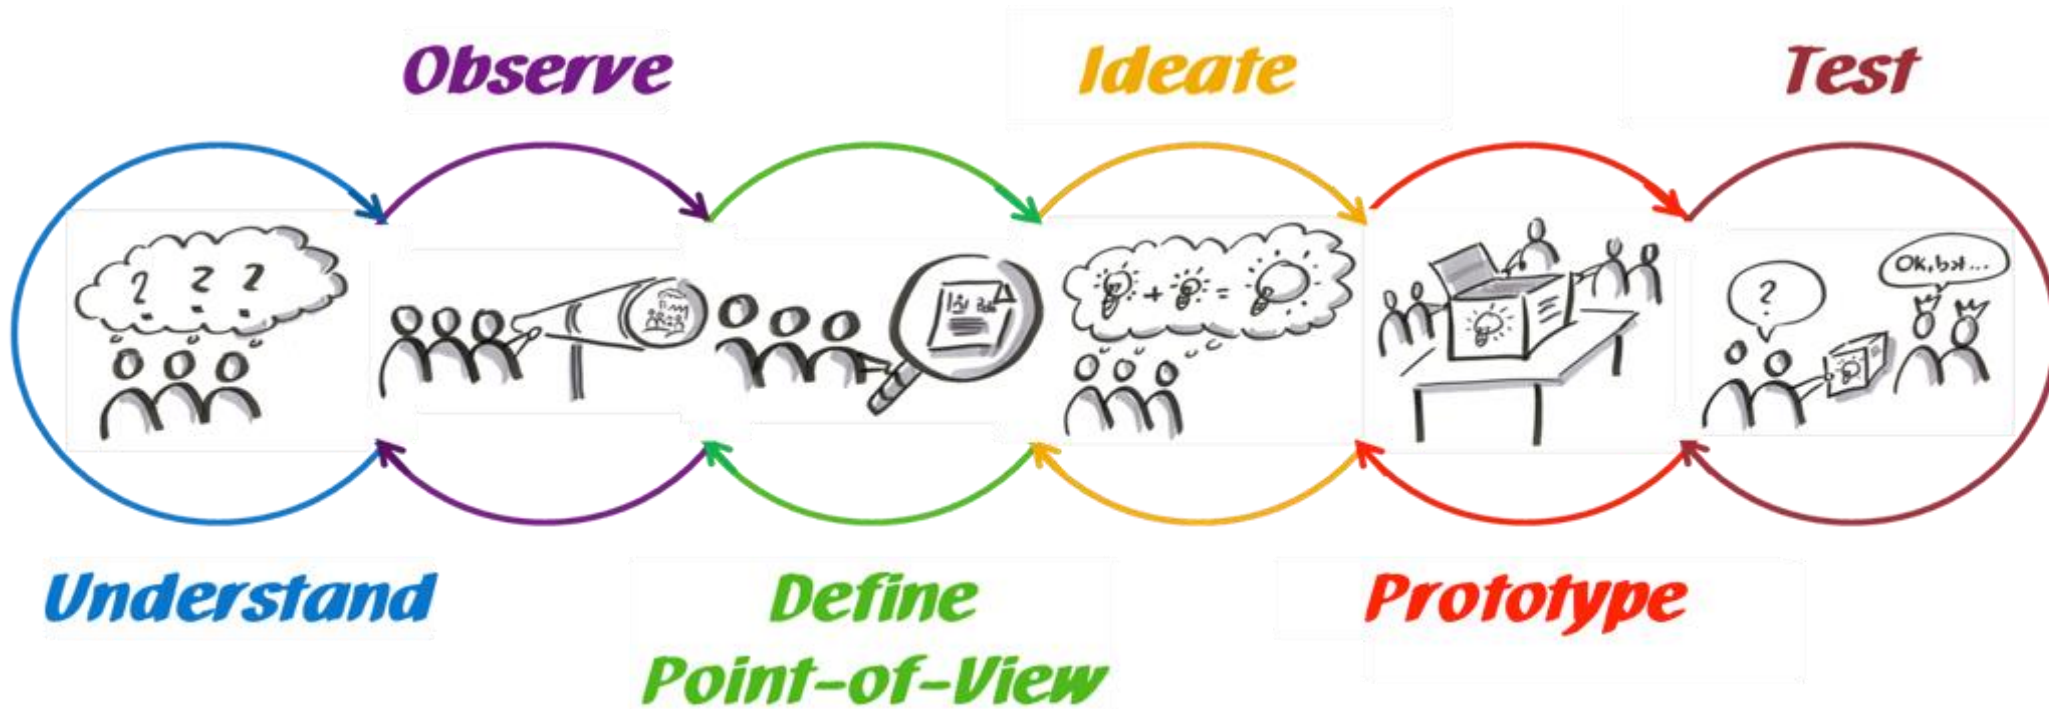 Observe
Ideate
Test
? ? ?
+ =
?
OK, but...
Understand
Define
Point-of-View
Prototype